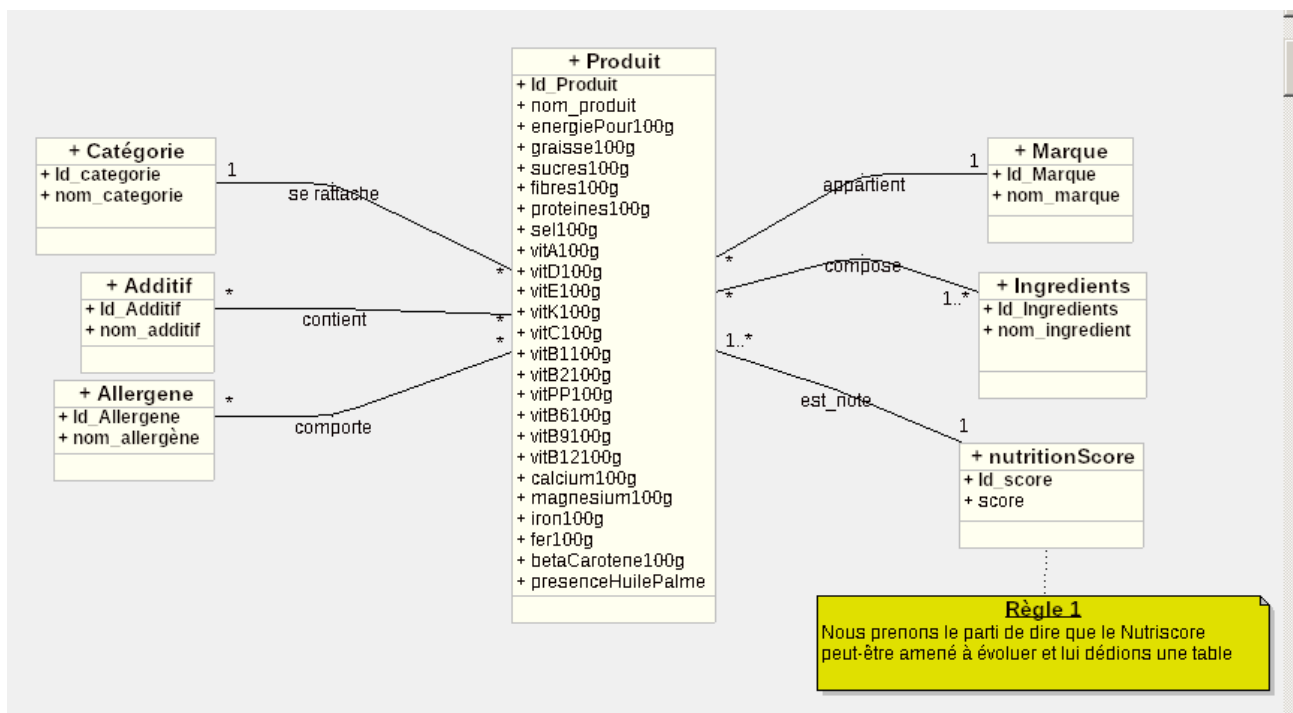 + Produit
+ Id_Produit
+ nom_produit
+ energiePour100g
+ graisse100g
+ sucres100g
+ fibres100g
+ proteines100g
+ sel100g
+ vitA100g
+ vitD100g
+ vitE100g
+ vitK100g
+ vitC100g
+ vitB1100g
+ vitB2100g
+ vitPP100g
+ vitB6100g
+ vitB9100g
+ vitB12100g
+ calcium100g
+ magnesium100g
+ iron100g
+ fer100g
+ betaCarotene100g
+ presenceHuilePalme
+ Catégorie
+ Id_categorie
+ nom_categorie
1
se rattache
*
+ Additif
+ Id_Additif
+ nom_additif
*
contient
*
+ Allergene
+ Id_Allergene
+ nom_allergène
*
comporte
*
+ Marque
+ Id_Marque
+ nom_marque
1
appartient
*
+ Ingredients
+ Id_Ingredients
+ nom_ingredient
1..*
compose
*
+ nutritionScore
+ Id_score
+ score
1
est_note
1..*
Règle 1
Nous prenons le parti de dire que le Nutriscore
peut-être amené à évoluer et lui dédions une table